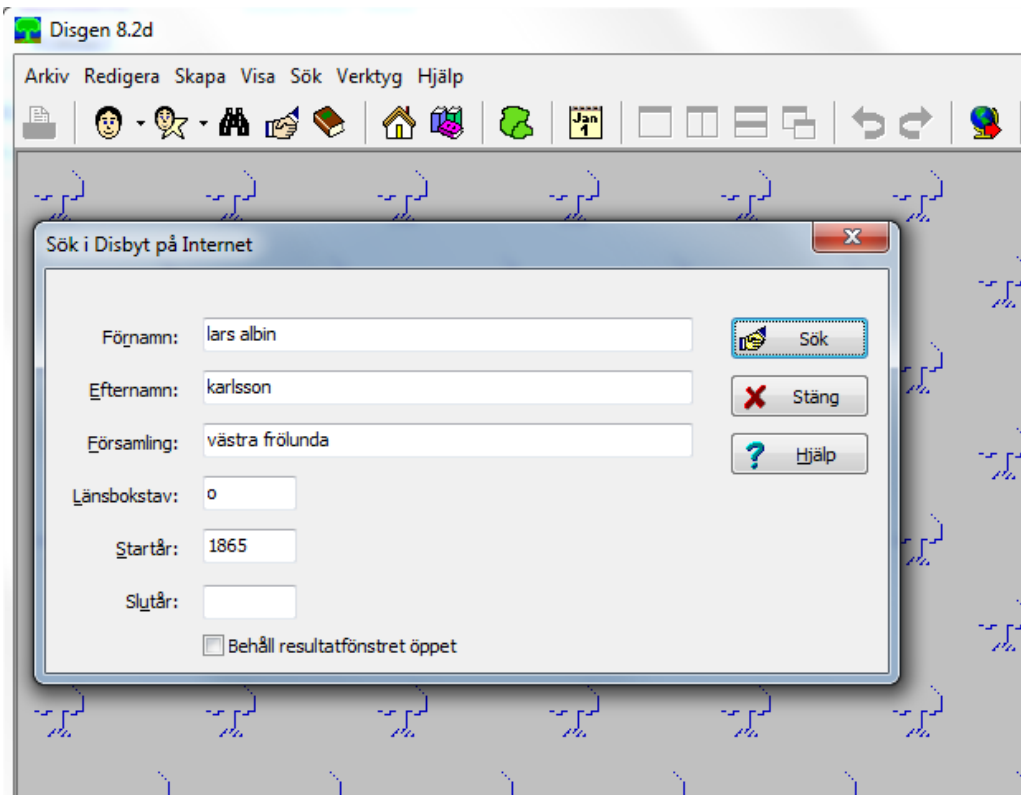 Disgen 8.2d
Arkiv Redigera Skapa Visa Sök Verktyg Hjälp
Jan
1
Sök i Disbyt på Internet
Förnamn: lars albin
Sök
Efternamn: karlsson
Stäng
Församling: västra frölunda
Hjälp
Länsbokstav: o
Startår: 1865
Slutår:
Behåll resultatfönstret öppet